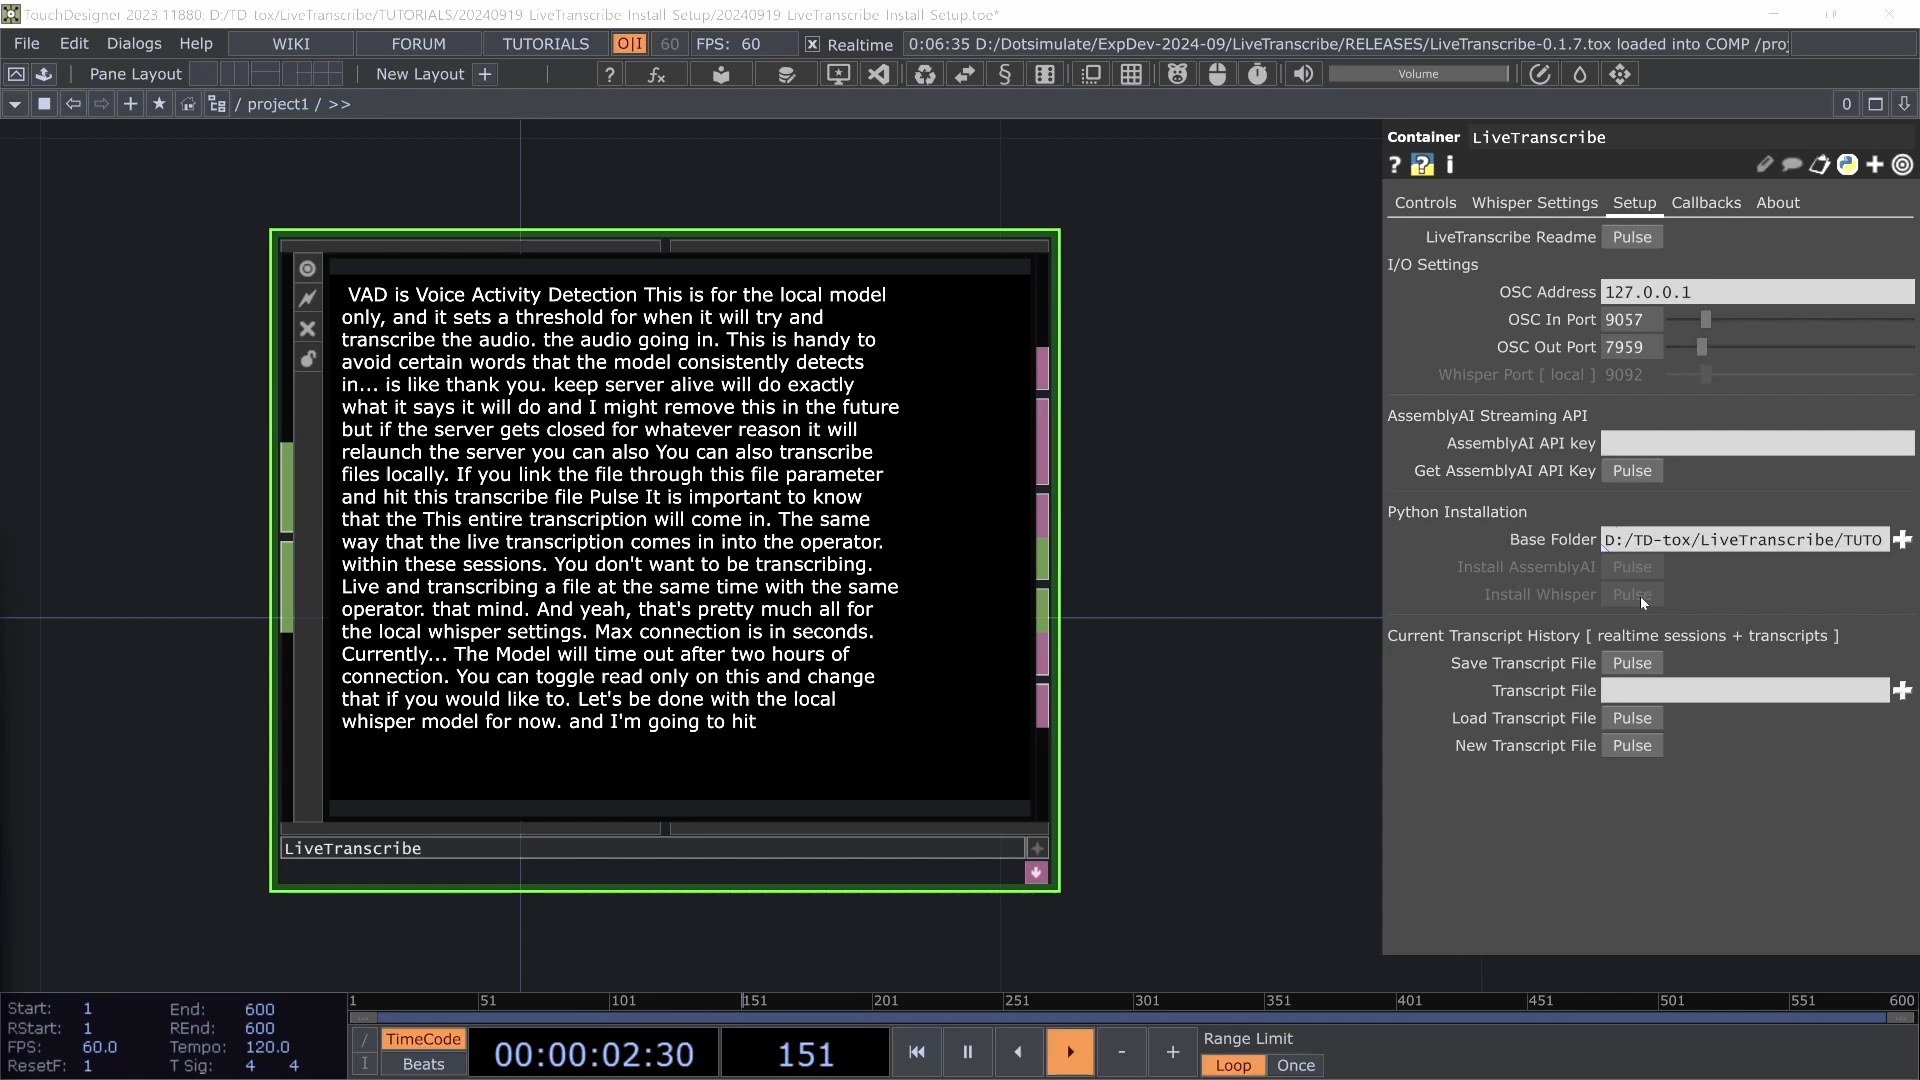 TouchDesigner 2023.11880: D:/TD_tox/LiveTranscribe/TUTORIALS/20240919_LiveTranscribe_Install_Setup/20240919_LiveTranscribe_Install_Setup.toe*
File Edit Dialogs Help WIKI FORUM TUTORIALS O|I 60 FPS: 60 X Realtime 0:06:35 D:/Dotsimulate/ExpDev-2024-09/LiveTranscribe/RELEASES/LiveTranscribe-0.1.7.tox loaded into COMP /proj
Pane Layout New Layout + ? fx Volume
/ project1 / >> 0
Container LiveTranscribe
? ? i
Controls Whisper Settings Setup Callbacks About
LiveTranscribe Readme Pulse
I/O Settings
OSC Address 127.0.0.1
OSC In Port 9057
OSC Out Port 7959
Whisper Port [ local ] 9092
AssemblyAI Streaming API
AssemblyAI API key
Get AssemblyAI API Key Pulse
Python Installation
Base Folder D:/TD-tox/LiveTranscribe/TUTO
Install AssemblyAI Pulse
Install Whisper Pulse
Current Transcript History [ realtime sessions + transcripts ]
Save Transcript File Pulse
Transcript File
Load Transcript File Pulse
New Transcript File Pulse
VAD is Voice Activity Detection This is for the local model
only, and it sets a threshold for when it will try and
transcribe the audio. the audio going in. This is handy to
avoid certain words that the model consistently detects
in... is like thank you. keep server alive will do exactly
what it says it will do and I might remove this in the future
but if the server gets closed for whatever reason it will
relaunch the server you can also You can also transcribe
files locally. If you link the file through this file parameter
and hit this transcribe file Pulse It is important to know
that the This entire transcription will come in. The same
way that the live transcription comes in into the operator.
within these sessions. You don't want to be transcribing.
Live and transcribing a file at the same time with the same
operator. that mind. And yeah, that's pretty much all for
the local whisper settings. Max connection is in seconds.
Currently... The Model will time out after two hours of
connection. You can toggle read only on this and change
that if you would like to. Let's be done with the local
whisper model for now. and I'm going to hit
LiveTranscribe
1 51 101 151 201 251 301 351 401 451 501 551 600
Start: 1 End: 600
RStart: 1 REnd: 600
FPS: 60.0 Tempo: 120.0
ResetF: 1 T Sig: 4 4
/ TimeCode 00:00:02:30 151 - + Range Limit
I Beats Loop Once